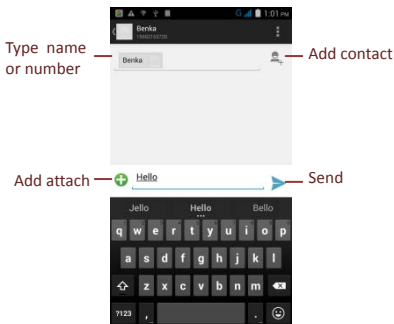 G 1:01 PM
Benka
Type name
or number
Benka
Add contact
Add attach
Hello
Send
Jello Hello Bello
q w e r t y u i o p
a s d f g h j k l
z x c v b n m
?123 , .